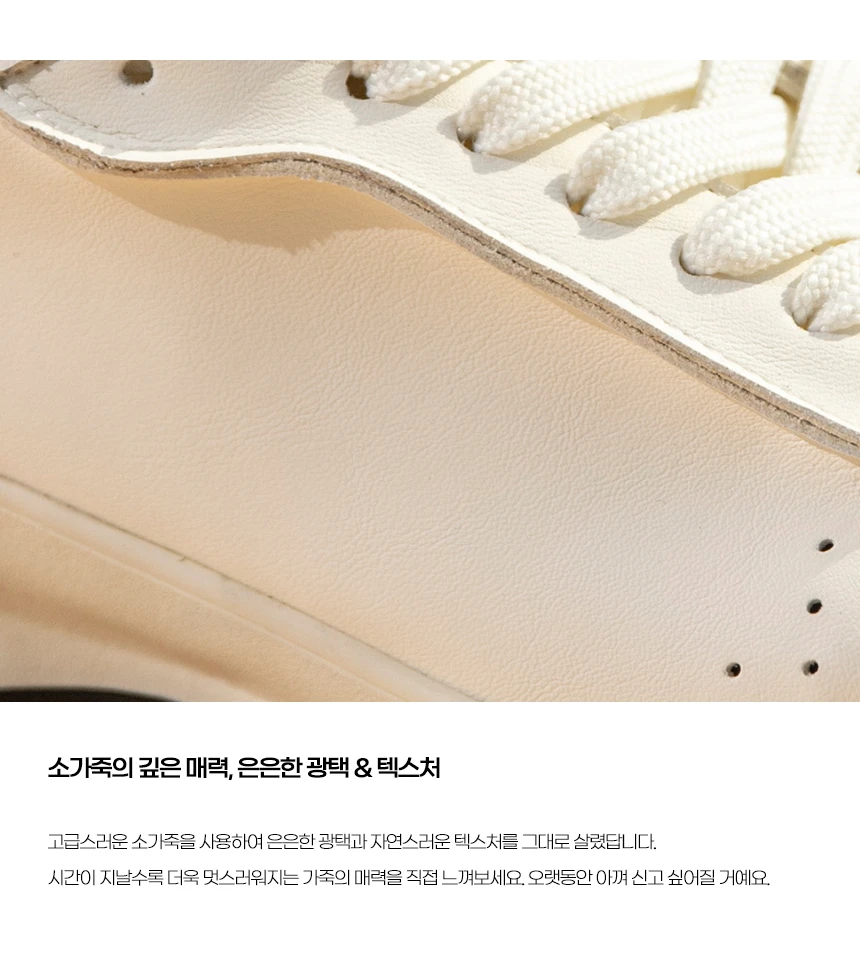 소가죽의 깊은 매력, 은은한 광택 & 텍스처
고급스러운 소가죽을 사용하여 은은한 광택과 자연스러운 텍스처를 그대로 살렸답니다.
시간이 지날수록 더욱 멋스러워지는 가죽의 매력을 직접 느껴보세요. 오랫동안 아껴 신고 싶어질 거예요.